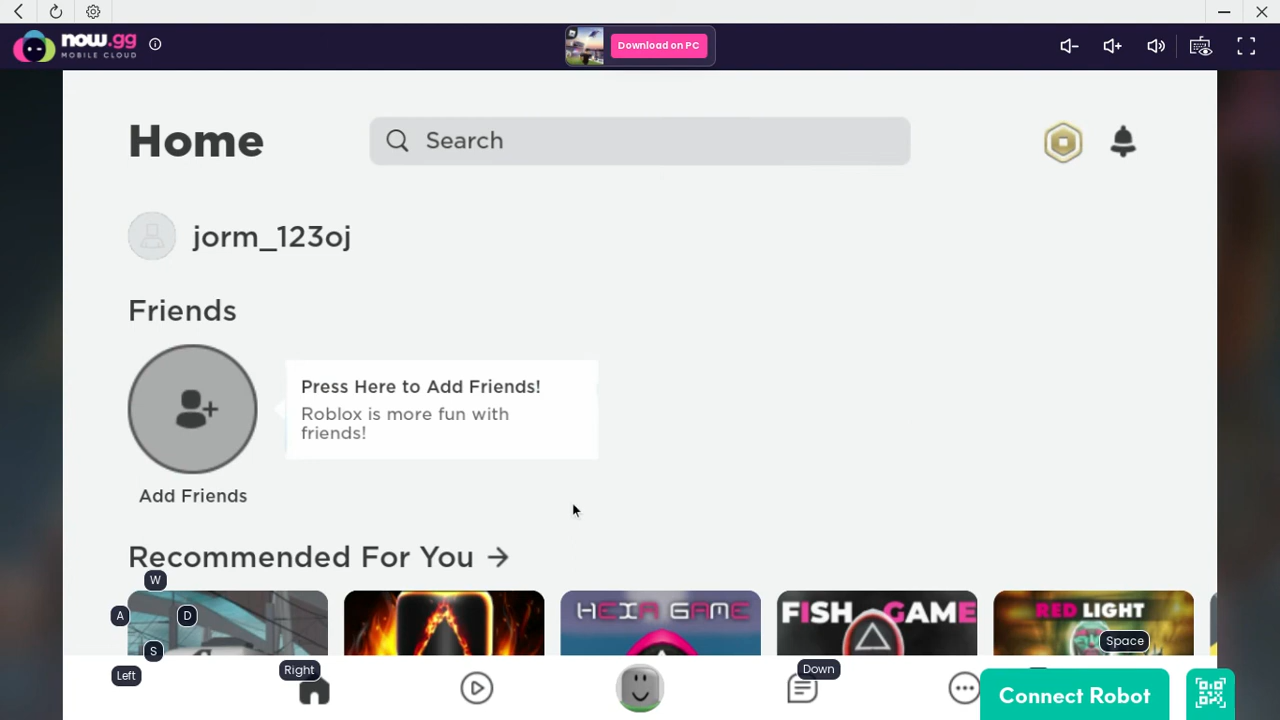 now.gg
MOBILE CLOUD
Download on PC
Home
Search
jorm_123oj
Friends
Press Here to Add Friends!
Roblox is more fun with
friends!
Add Friends
Recommended For You →
W
A
D
S
HEXA GAME
FISH GAME
RED LIGHT
Space
Left
Right
Down
Connect Robot